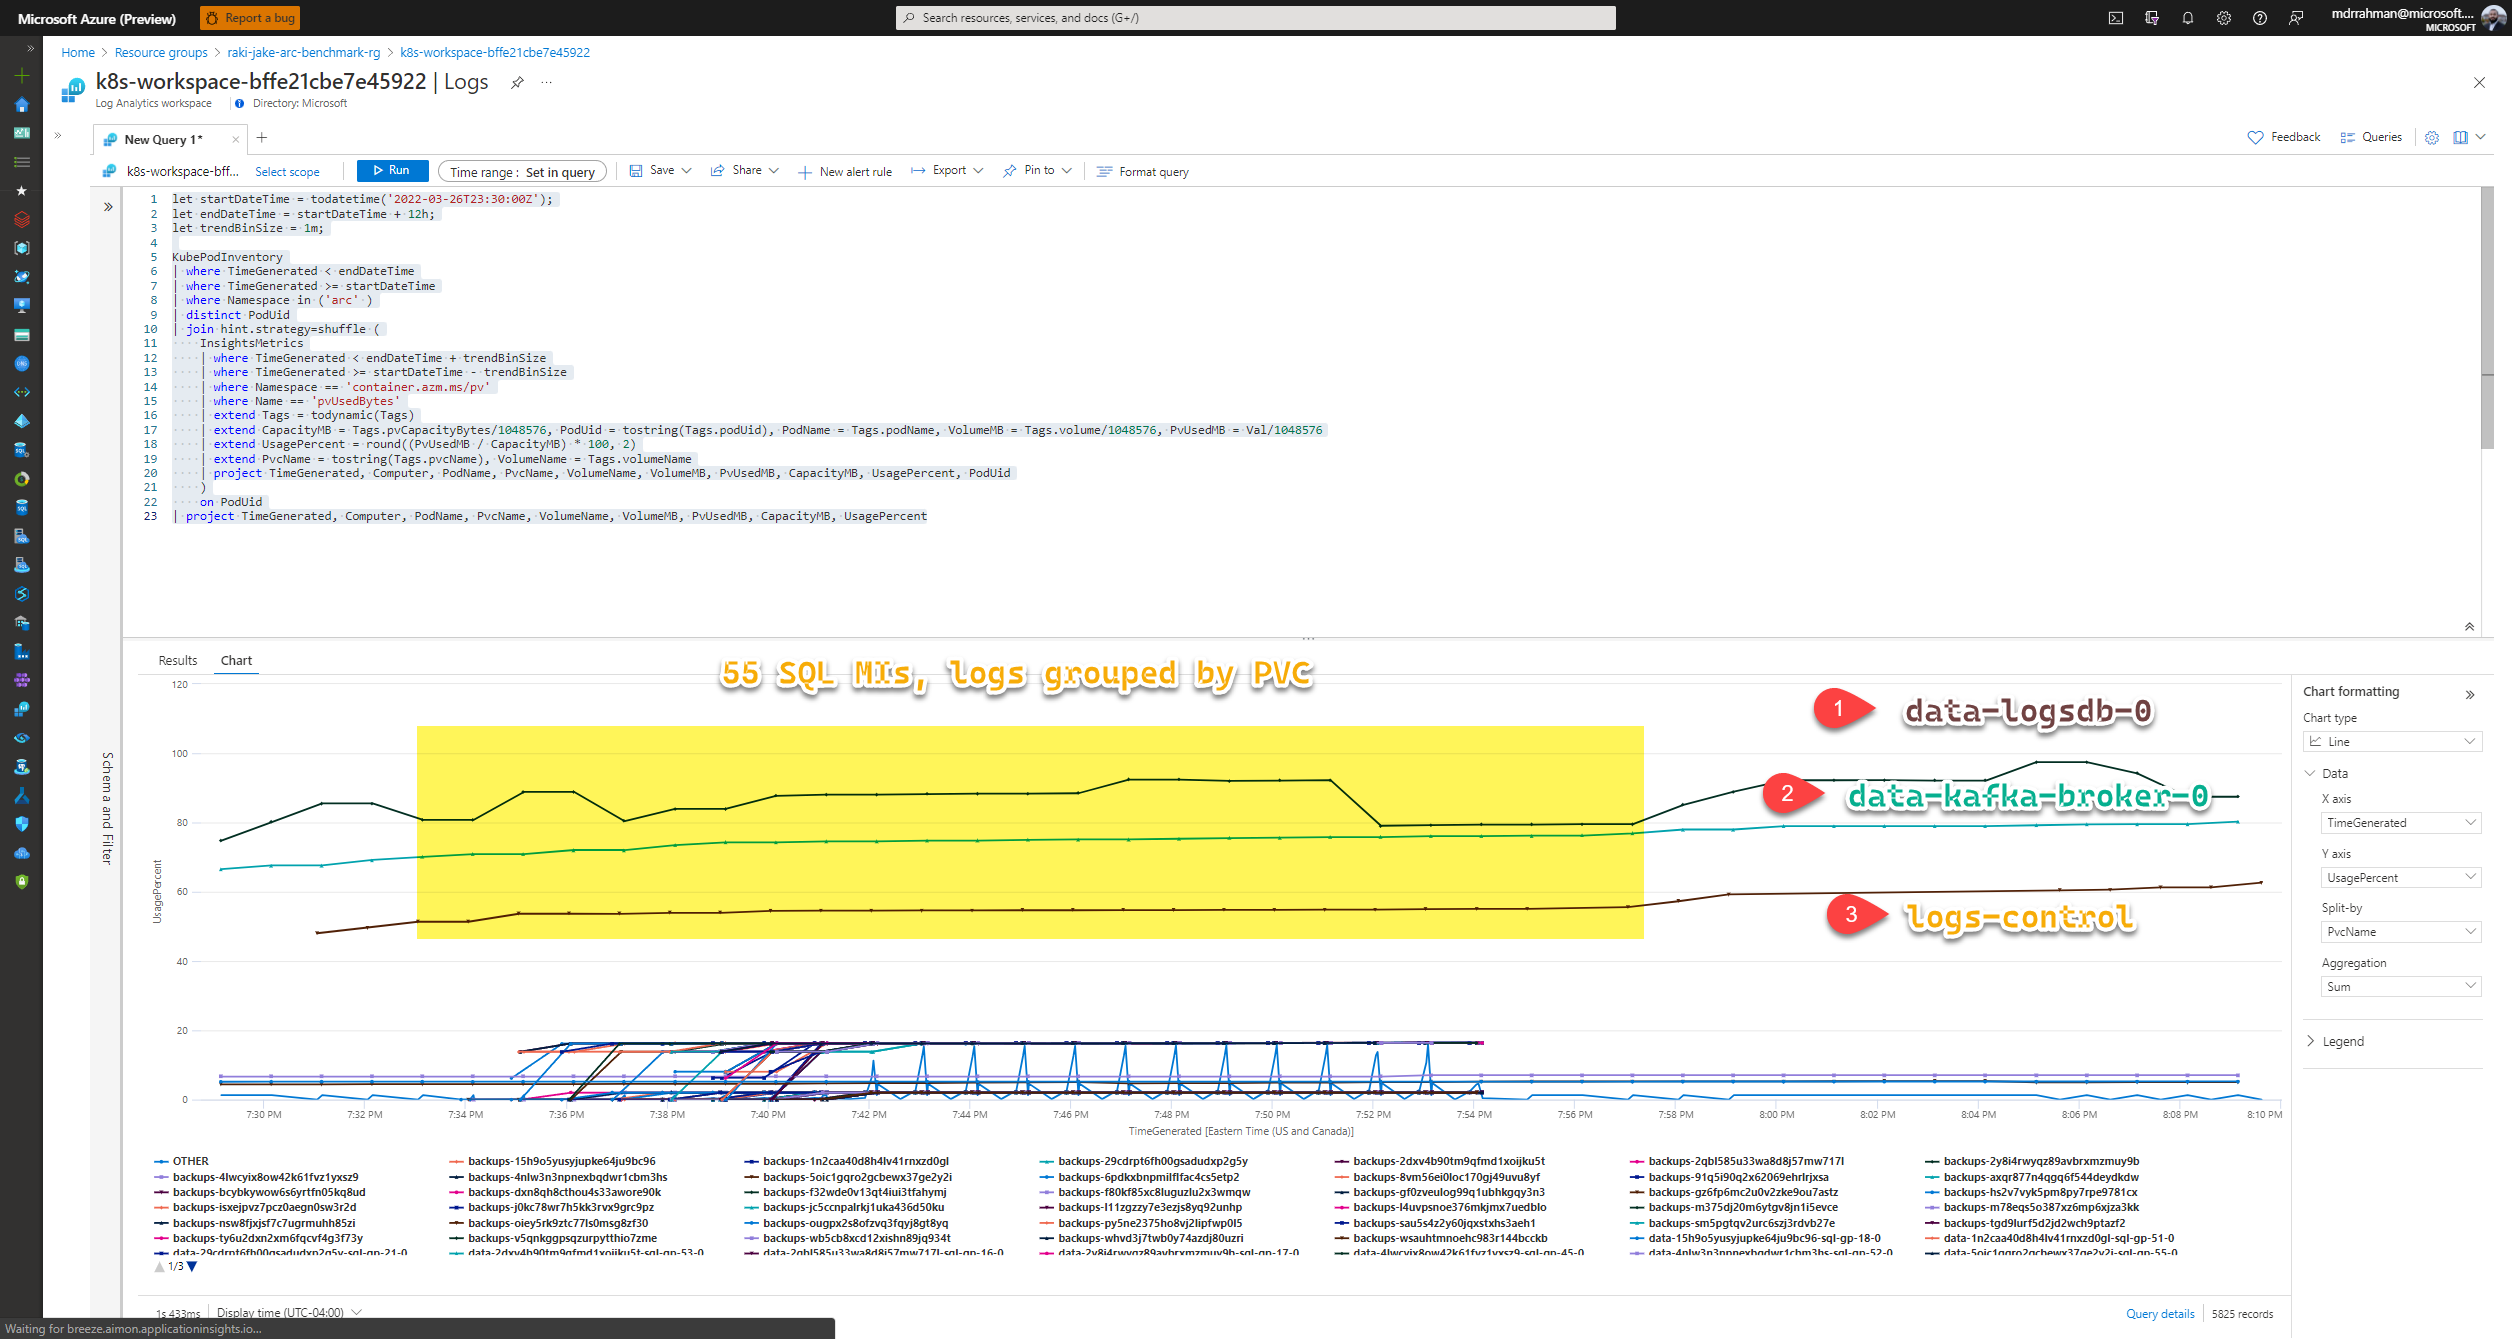 Microsoft Azure (Preview)
Report a bug
Search resources, services, and docs (G+/)
mdrrahman@microsoft....
MICROSOFT
Home > Resource groups > raki-jake-arc-benchmark-rg > k8s-workspace-bffe21cbe7e45922
k8s-workspace-bffe21cbe7e45922 | Logs
Log Analytics workspace
Directory: Microsoft
New Query 1*
Feedback
Queries
k8s-workspace-bff...
Select scope
Run
Time range : Set in query
Save
Share
New alert rule
Export
Pin to
Format query
1 let startDateTime = todatetime('2022-03-26T23:30:00Z');
2 let endDateTime = startDateTime + 12h;
3 let trendBinSize = 1m;
4
5 KubePodInventory
6 | where TimeGenerated < endDateTime
7 | where TimeGenerated >= startDateTime
8 | where Namespace in ('arc' )
9 | distinct PodUid
10 | join hint.strategy=shuffle (
11 InsightsMetrics
12 | where TimeGenerated < endDateTime + trendBinSize
13 | where TimeGenerated >= startDateTime - trendBinSize
14 | where Namespace == 'container.azm.ms/pv'
15 | where Name == 'pvUsedBytes'
16 | extend Tags = todynamic(Tags)
17 | extend CapacityMB = Tags.pvCapacityBytes/1048576, PodUid = tostring(Tags.podUid), PodName = Tags.podName, VolumeMB = Tags.volume/1048576, PvUsedMB = Val/1048576
18 | extend UsagePercent = round((PvUsedMB / CapacityMB) * 100, 2)
19 | extend PvcName = tostring(Tags.pvcName), VolumeName = Tags.volumeName
20 | project TimeGenerated, Computer, PodName, PvcName, VolumeName, VolumeMB, PvUsedMB, CapacityMB, UsagePercent, PodUid
21 )
22 on PodUid
23 | project TimeGenerated, Computer, PodName, PvcName, VolumeName, VolumeMB, PvUsedMB, CapacityMB, UsagePercent
Schema and Filter
Results
Chart
55 SQL MIs, logs grouped by PVC
1 data-logsdb-0
2 data-kafka-broker-0
3 logs-control
120
100
80
60
40
20
0
UsagePercent
7:30 PM 7:32 PM 7:34 PM 7:36 PM 7:38 PM 7:40 PM 7:42 PM 7:44 PM 7:46 PM 7:48 PM 7:50 PM 7:52 PM 7:54 PM 7:56 PM 7:58 PM 8:00 PM 8:02 PM 8:04 PM 8:06 PM 8:08 PM 8:10 PM
TimeGenerated [Eastern Time (US and Canada)]
Chart formatting
Chart type
Line
Data
X axis
TimeGenerated
Y axis
UsagePercent
Split-by
PvcName
Aggregation
Sum
Legend
OTHER backups-15h9o5yusyjupke64ju9bc96 backups-1n2caa40d8h4lv41rnxzd0gl backups-29cdrpt6fh00gsadudxp2g5y backups-2dxv4b90tm9qfmd1xoijku5t backups-2qbl585u33wa8d8j57mw717l backups-2y8i4rwyqz89avbrxmzmuy9b
backups-4lwcyix8ow42k61fvz1yxsz9 backups-4nlw3n3npnexbqdwr1cbm3hs backups-5oic1gqro2gcbewx37ge2y2i backups-6pdkxbnpmilflfac4cs5etp2 backups-8vm56ei0loc170gj49uvu8yf backups-91q5i90q2x62069ehrlrjxsa backups-axqr877n4qgq6f544deydkdw
backups-bcybkywow6s6yrtfn05kq8ud backups-dxn8qh8cthou4s33awore90k backups-f32wde0v13qt4iui3tfahymj backups-f80kf85xc8luguzlu2x3wmqw backups-gf0zveulog99q1ubhkgqy3n3 backups-gz6fp6mc2u0v2zke9ou7astz backups-hs2v7vyk5pm8py7rpe9781cx
backups-isxejpvz7pcz0aegn0sw3r2d backups-j0kc78wr7h5kk3rvx9grc9pz backups-jc5ccnpalrkj1uka436d50ku backups-l11zgzzy7e3ezjs8yq92unhp backups-l4uvpsnoe376mkjmx7uedblo backups-m375dj20m6ytgv8jn1i5evce backups-m78eqs5o387xz6mp6xjza3kk
backups-nsw8fjxjsf7c7ugrmuhh85zi backups-oiey5rk9ztc77ls0msg8zf30 backups-ougpx2s8ofzvq3fqyj8gt8yq backups-py5ne2375ho8vj2lipfwp0l5 backups-sau5s4z2y60jqxstxhs3aeh1 backups-sm5pgtqv2urc6szj3rdvb27e backups-tgd9lurf5d2jd2wch9ptazf2
backups-ty6u2dxn2xm6fqcvf4g3f73y backups-v5qnkggpsqzurpytthio7zme backups-wb5cb8xcd12xishn89jq934t backups-whvd3j7twb0y74azdj80uzri backups-wsauhtmnoehc983r144bcckb data-15h9o5yusyjupke64ju9bc96-sql-gp-18-0 data-1n2caa40d8h4lv41rnxzd0gl-sql-gp-51-0
data-29cdrpt6fh00gsadudxp2g5y-sql-gp-21-0 data-2dxv4b90tm9qfmd1xoijku5t-sql-gp-53-0 data-2qbl585u33wa8d8j57mw717l-sql-gp-16-0 data-2y8i4rwyqz89avbrxmzmuy9b-sql-gp-17-0 data-4lwcyix8ow42k61fvz1yxsz9-sql-gp-45-0 data-4nlw3n3npnexbqdwr1cbm3hs-sql-gp-52-0 data-5oic1gqro2gcbewx37ge2y2i-sql-gp-55-0
1/3
1s 433ms
Display time (UTC-04:00)
Query details
5825 records
Waiting for breeze.aimon.applicationinsights.io...